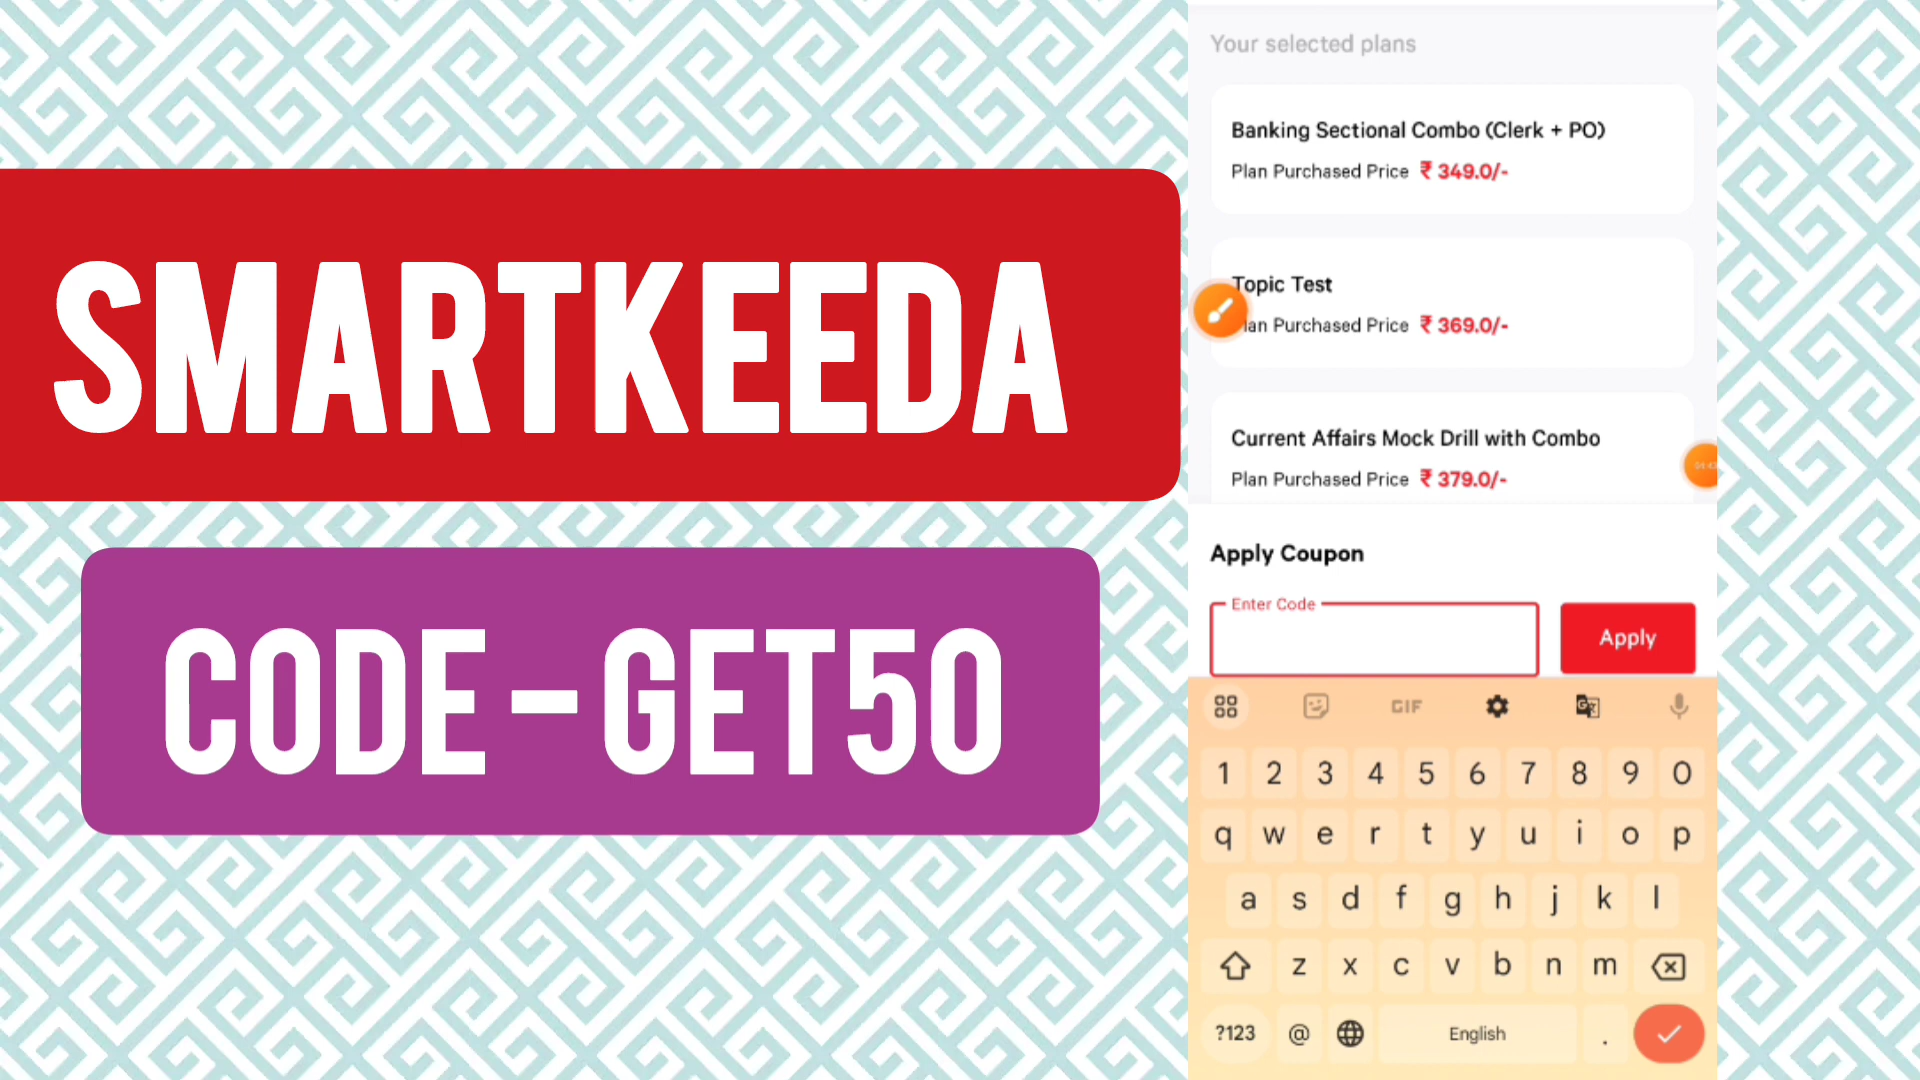 SMARTKEEDA
CODE - GET50
Your selected plans
Banking Sectional Combo (Clerk + PO)
Plan Purchased Price ₹ 349.0/-
Topic Test
lan Purchased Price ₹ 369.0/-
Current Affairs Mock Drill with Combo
Plan Purchased Price ₹ 379.0/-
Apply Coupon
Enter Code
Apply
GIF
1 2 3 4 5 6 7 8 9 0
q w e r t y u i o p
a s d f g h j k l
z x c v b n m
?123 @ English .